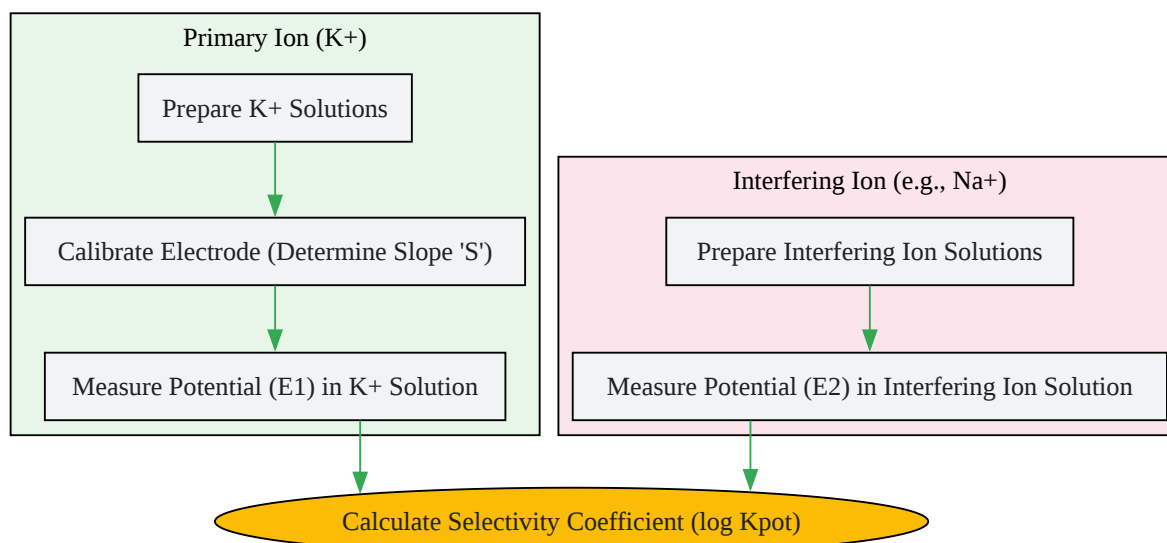 Primary Ion (K+)
Prepare K+ Solutions
Calibrate Electrode (Determine Slope 'S')
Measure Potential (E1) in K+ Solution
Interfering Ion (e.g., Na+)
Prepare Interfering Ion Solutions
Measure Potential (E2) in Interfering Ion Solution
Calculate Selectivity Coefficient (log Kpot)